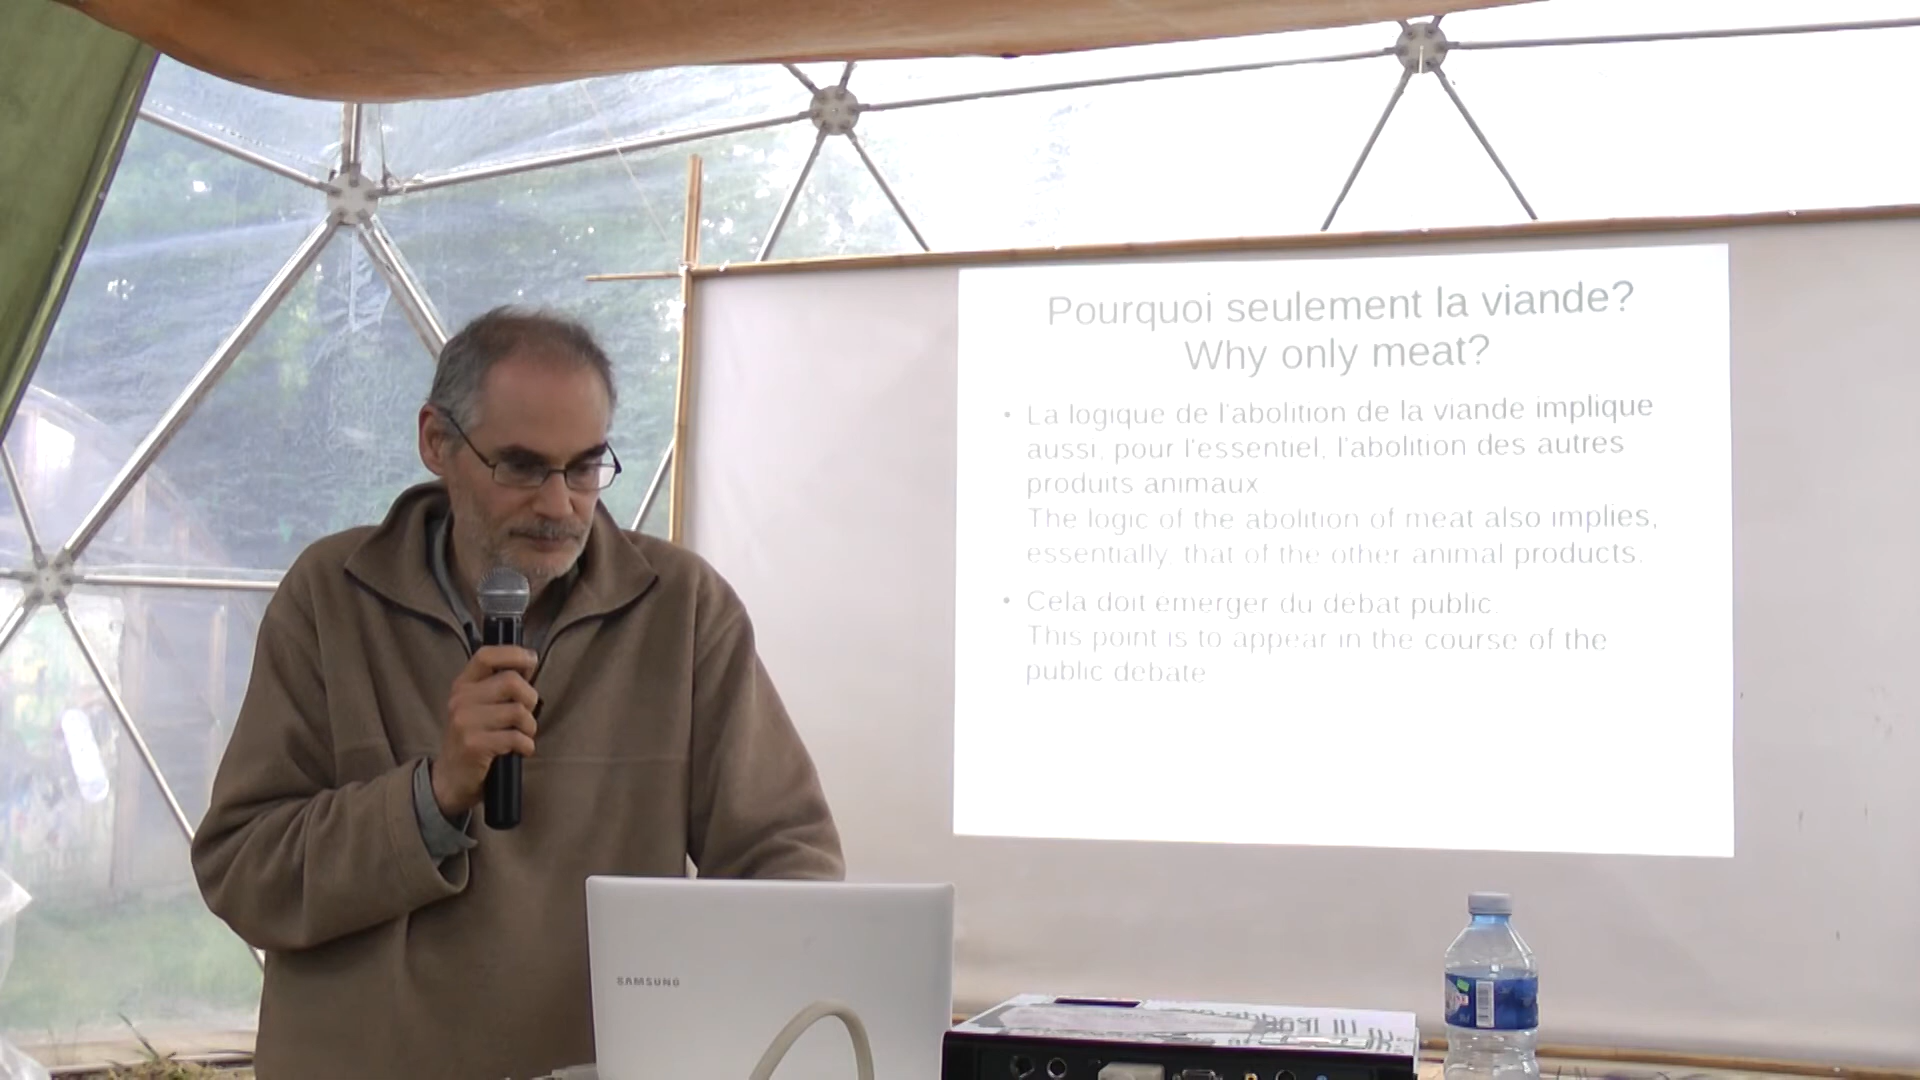 Pourquoi seulement la viande?
Why only meat?
• La logique de l'abolition de la viande implique
aussi, pour l'essentiel, l'abolition des autres
produits animaux
The logic of the abolition of meat also implies,
essentially, that of the other animal products.
• Cela doit emerger du debat public.
This point is to appear in the course of the
public debate
SAMSUNG